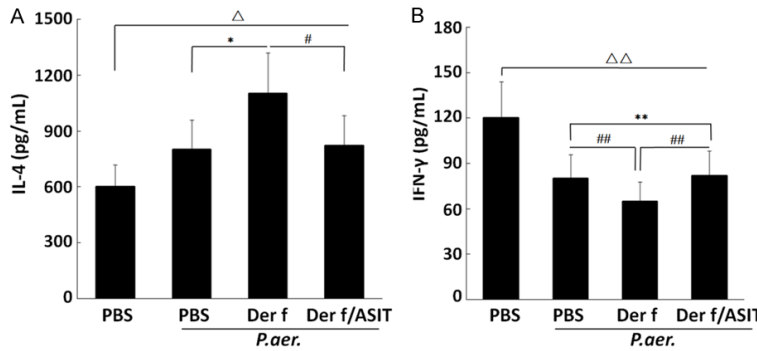 A
IL-4 (pg/mL)
1500
1200
900
600
300
0
△
*
#
PBS
PBS
Der f
Der f/ASIT
P.aer.
B
IFN-γ (pg/mL)
180
150
120
90
60
30
0
△△
**
##
##
PBS
PBS
Der f
Der f/ASIT
P.aer.